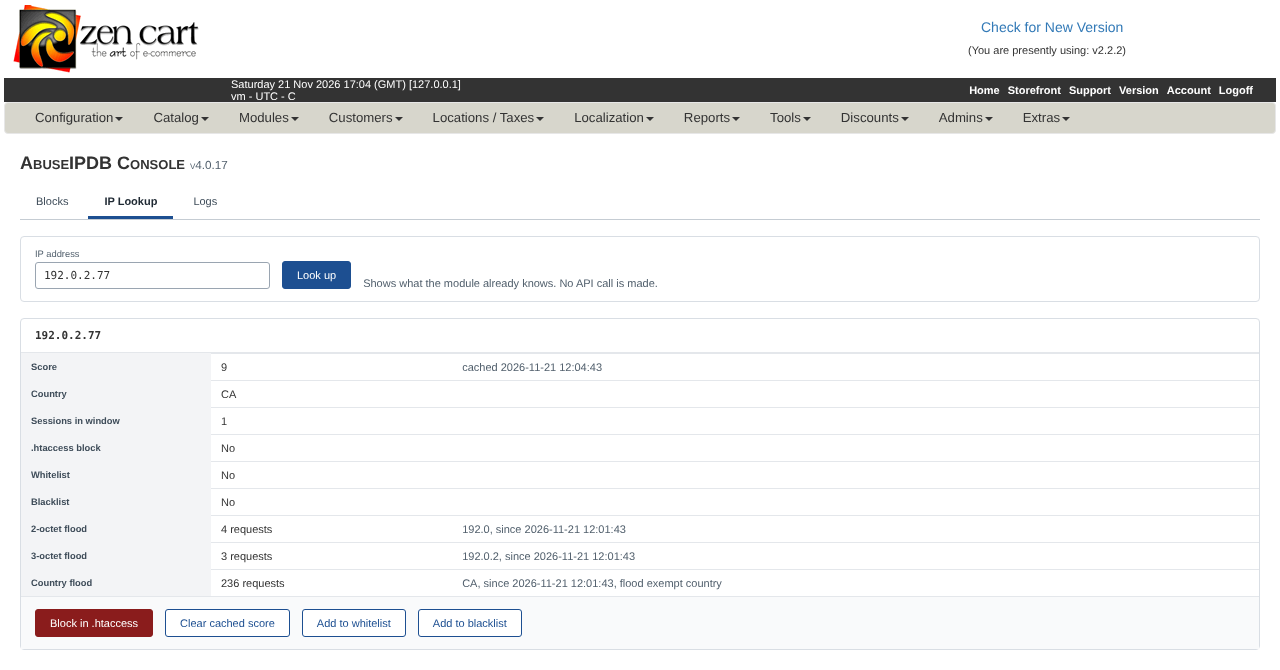 zen cart
the art of e-commerce
Check for New Version
(You are presently using: v2.2.2)
Saturday 21 Nov 2026 17:04 (GMT) [127.0.0.1]
vm - UTC - C
Home Storefront Support Version Account Logoff
Configuration Catalog Modules Customers Locations / Taxes Localization Reports Tools Discounts Admins Extras
AbuseIPDB Console v4.0.17
Blocks IP Lookup Logs
IP address
192.0.2.77 Look up Shows what the module already knows. No API call is made.
192.0.2.77
Score 9 cached 2026-11-21 12:04:43
Country CA
Sessions in window 1
.htaccess block No
Whitelist No
Blacklist No
2-octet flood 4 requests 192.0, since 2026-11-21 12:01:43
3-octet flood 3 requests 192.0.2, since 2026-11-21 12:01:43
Country flood 236 requests CA, since 2026-11-21 12:01:43, flood exempt country
Block in .htaccess Clear cached score Add to whitelist Add to blacklist